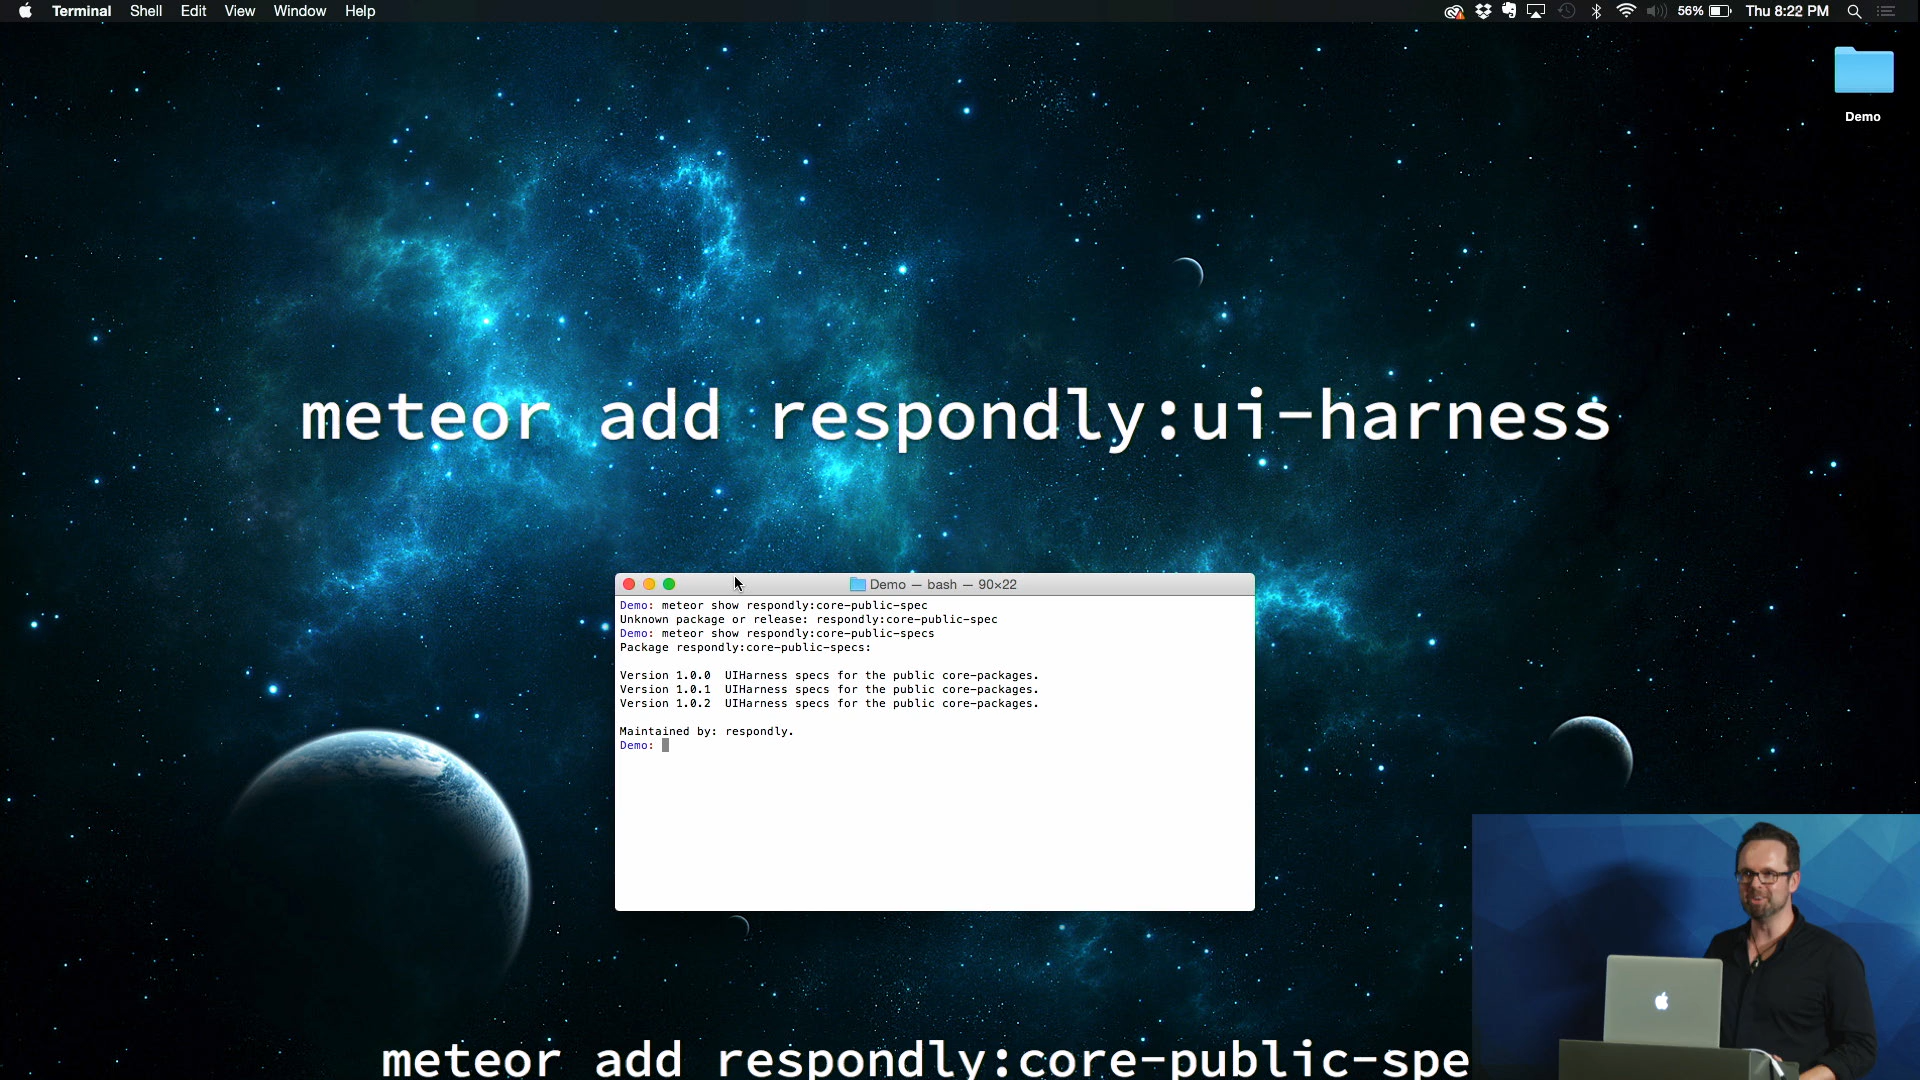 Terminal Shell Edit View Window Help 56% Thu 8:22 PM
Demo
meteor add respondly:ui-harness
Demo — bash — 90×22
Demo: meteor show respondly:core-public-spec
Unknown package or release: respondly:core-public-spec
Demo: meteor show respondly:core-public-specs
Package respondly:core-public-specs:
Version 1.0.0 UIHarness specs for the public core-packages.
Version 1.0.1 UIHarness specs for the public core-packages.
Version 1.0.2 UIHarness specs for the public core-packages.
Maintained by: respondly.
Demo:
meteor add respondly:core-public-spe